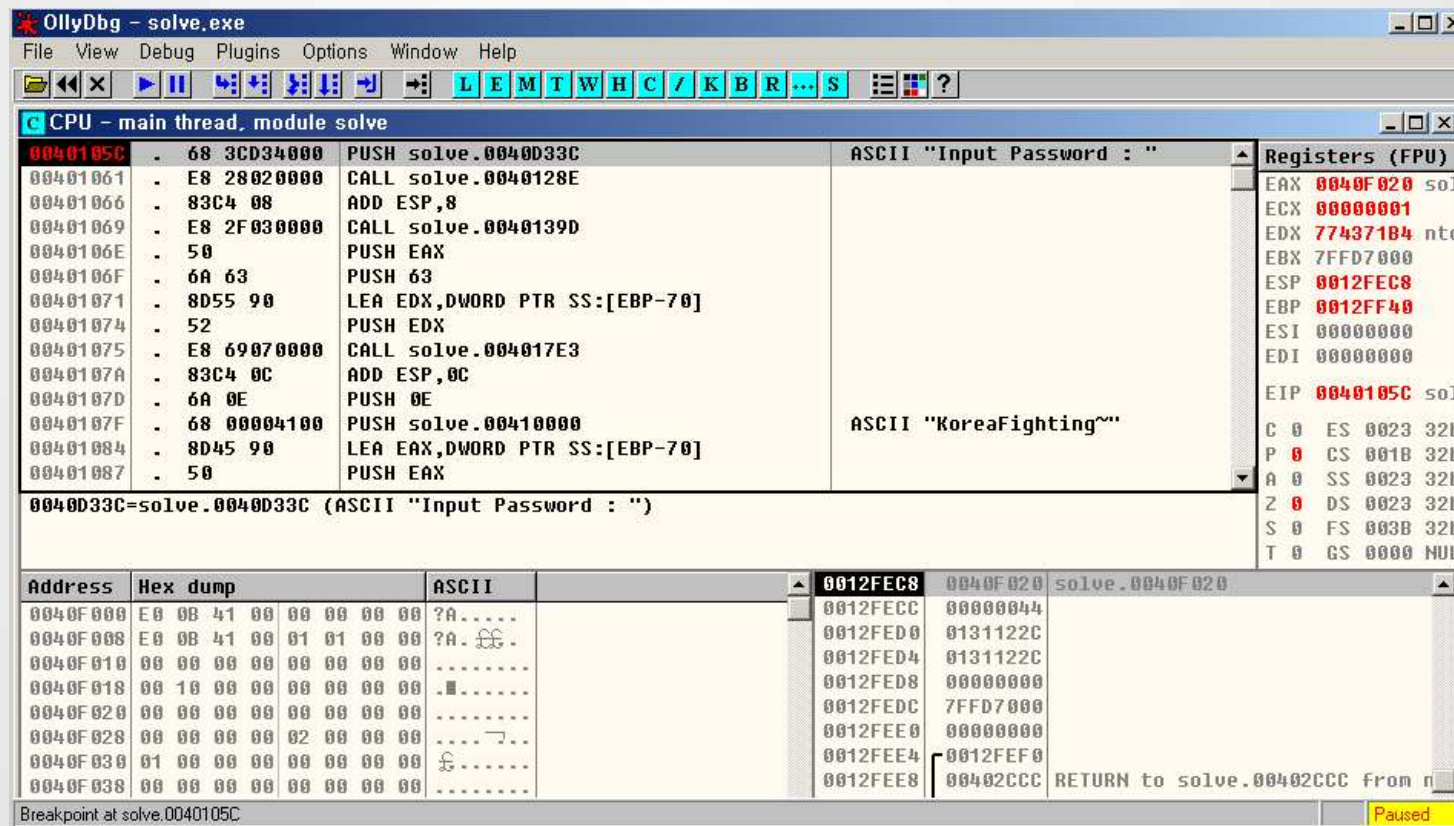 OllyDbg - solve.exe
File View Debug Plugins Options Window Help
L E M T W H C / K B R ... S ?
C CPU - main thread, module solve
0040105C . 68 3CD34000 PUSH solve.0040D33C ASCII "Input Password : "
00401061 . E8 28020000 CALL solve.0040128E
00401066 . 83C4 08 ADD ESP,8
00401069 . E8 2F030000 CALL solve.0040139D
0040106E . 50 PUSH EAX
0040106F . 6A 63 PUSH 63
00401071 . 8D55 90 LEA EDX,DWORD PTR SS:[EBP-70]
00401074 . 52 PUSH EDX
00401075 . E8 69070000 CALL solve.004017E3
0040107A . 83C4 0C ADD ESP,0C
0040107D . 6A 0E PUSH 0E
0040107F . 68 00004100 PUSH solve.00410000 ASCII "KoreaFighting~"
00401084 . 8D45 90 LEA EAX,DWORD PTR SS:[EBP-70]
00401087 . 50 PUSH EAX
0040D33C=solve.0040D33C (ASCII "Input Password : ")
Registers (FPU)
EAX 0040F020 sol
ECX 00000001
EDX 774371B4 ntd
EBX 7FFD7000
ESP 0012FEC8
EBP 0012FF40
ESI 00000000
EDI 00000000
EIP 0040105C sol
C 0 ES 0023 32
P 0 CS 001B 32
A 0 SS 0023 32
Z 0 DS 0023 32
S 0 FS 003B 32
T 0 GS 0000 NUL
Address Hex dump ASCII
0040F000 E0 0B 41 00 00 00 00 00 ?A.....
0040F008 E0 0B 41 00 01 01 00 00 ?A. ££.
0040F010 00 00 00 00 00 00 00 00 ........
0040F018 00 10 00 00 00 00 00 00 .■......
0040F020 00 00 00 00 00 00 00 00 ........
0040F028 00 00 00 00 02 00 00 00 ....ㄱ..
0040F030 01 00 00 00 00 00 00 00 £......
0040F038 00 00 00 00 00 00 00 00 ........
0012FEC8 0040F020 solve.0040F020
0012FECC 00000044
0012FED0 0131122C
0012FED4 0131122C
0012FED8 00000000
0012FEDC 7FFD7000
0012FEE0 00000000
0012FEE4 0012FEF0
0012FEE8 00402CCC RETURN to solve.00402CCC from n
Breakpoint at solve.0040105C
Paused